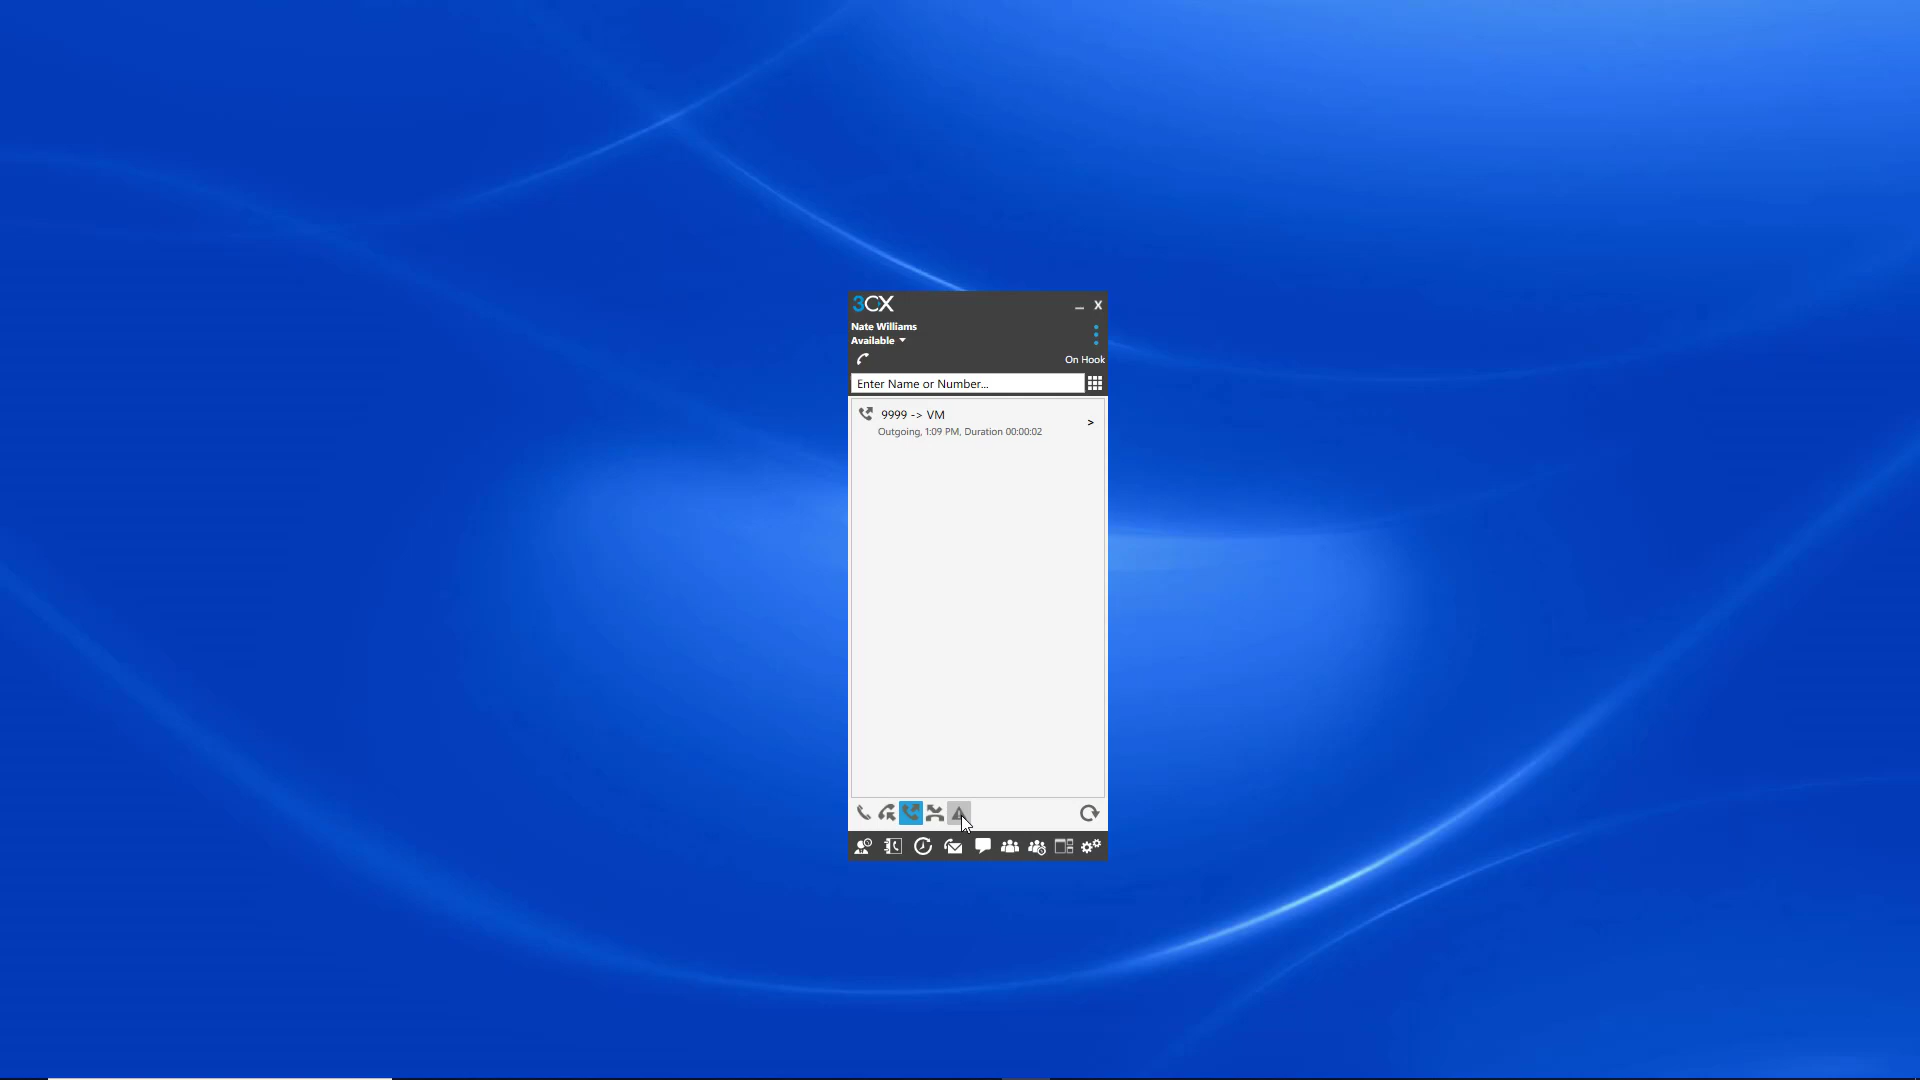 3CX
Nate Williams
Available
On Hook
Enter Name or Number...
9999 -> VM
Outgoing, 1:09 PM, Duration 00:00:02